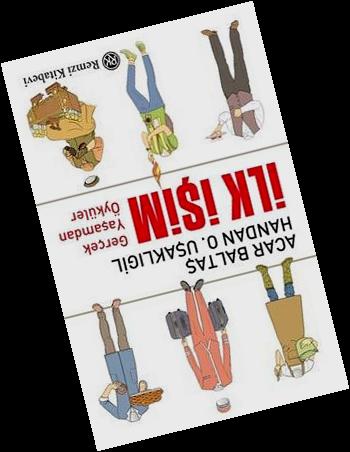 ACAR BALTAŞ
HANDAN O. UŞAKLIGİL
İLK İŞİM
Gerçek
Yaşamdan
Öyküler
Remzi Kitabevi